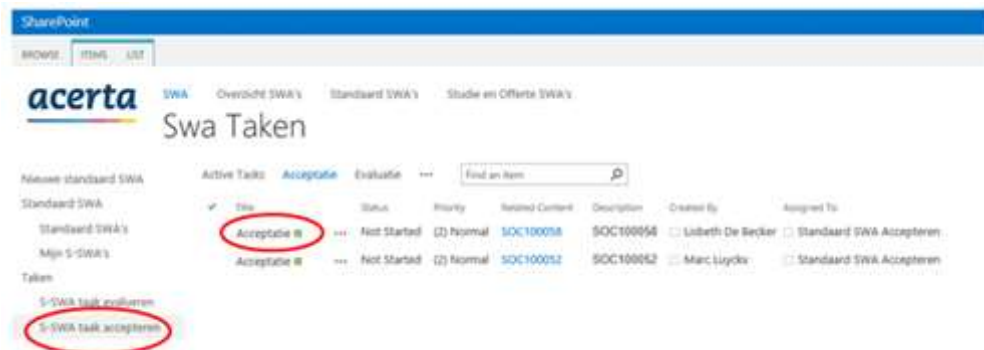 SharePoint
BROWSE ITEMS LIST
acerta
SWA Overzicht SWA's Standaard SWA's Studie en Offerte SWA's
Swa Taken
Nieuwe standaard SWA
Standaard SWA
Standaard SWA's
Mijn S-SWA's
Taken
S-SWA taak evalueren
S-SWA taak accepteren
Active Tasks Acceptatie Evaluatie ••• Find an item
✓ Title Status Priority Related Content Description Created By Assigned To
Acceptatie ••• Not Started (2) Normal SOC100058 SOC100058 Liesbeth De Becker Standaard SWA Accepteren
Acceptatie ••• Not Started (2) Normal SOC100052 SOC100052 Marc Luyckx Standaard SWA Accepteren